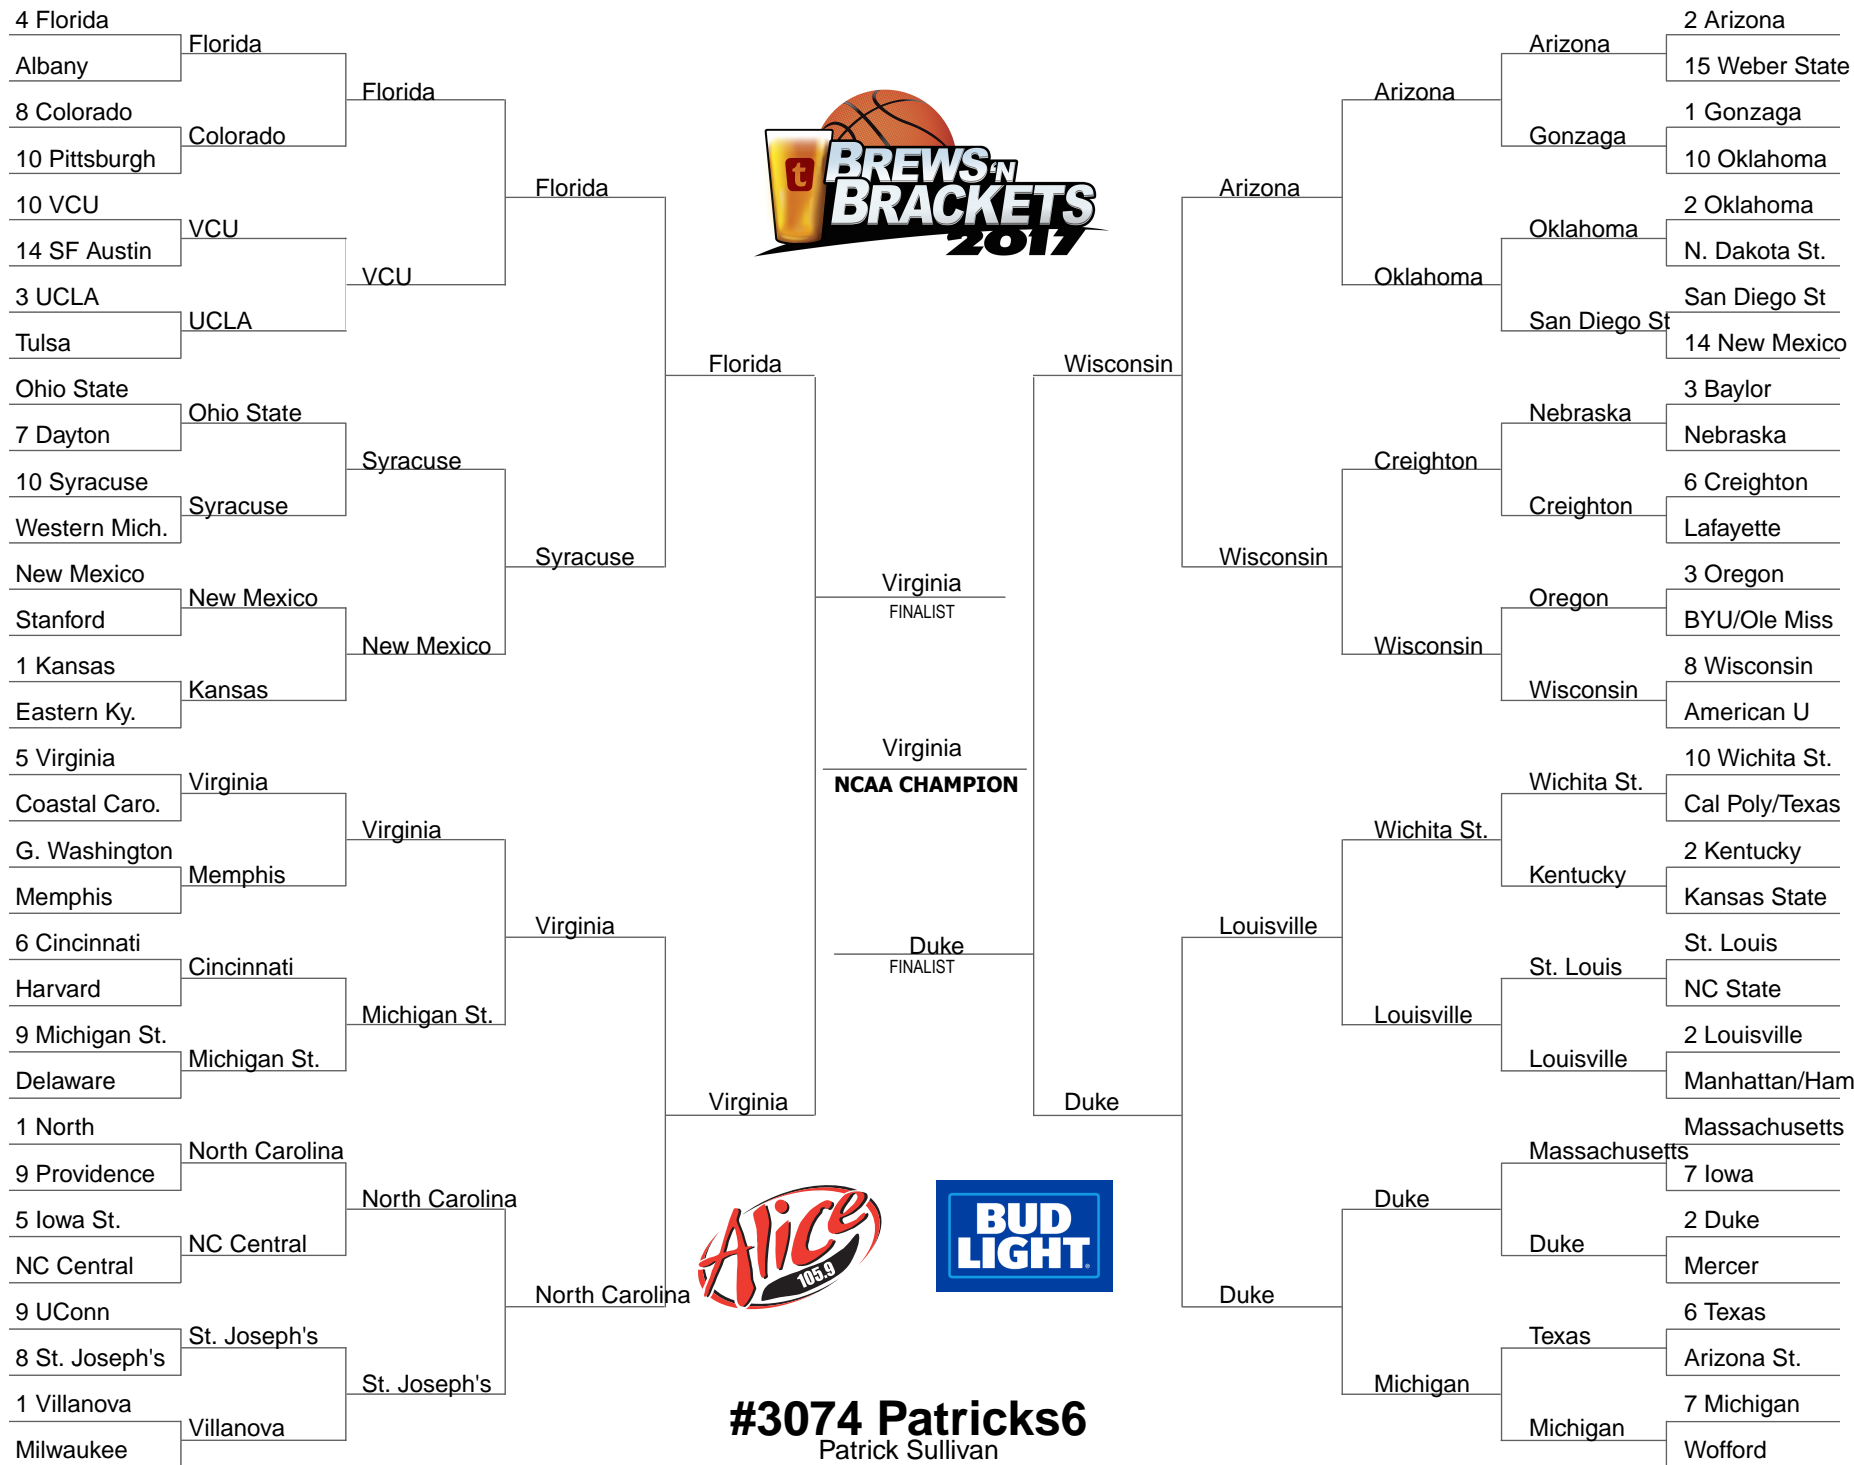 4 Florida
Albany
8 Colorado
10 Pittsburgh
10 VCU
14 SF Austin
3 UCLA
Tulsa
Ohio State
7 Dayton
10 Syracuse
Western Mich.
New Mexico
Stanford
1 Kansas
Eastern Ky.
5 Virginia
Coastal Caro.
G. Washington
Memphis
6 Cincinnati
Harvard
9 Michigan St.
Delaware
1 North
9 Providence
5 Iowa St.
NC Central
9 UConn
8 St. Joseph's
1 Villanova
Milwaukee
Florida
Colorado
VCU
UCLA
Ohio State
Syracuse
New Mexico
Kansas
Virginia
Memphis
Cincinnati
Michigan St.
North Carolina
NC Central
St. Joseph's
Villanova
Florida
VCU
Syracuse
New Mexico
Virginia
Michigan St.
North Carolina
St. Joseph's
Florida
Syracuse
Virginia
North Carolina
Florida
Virginia
BREWS 'N
BRACKETS
2017
t
Virginia
FINALIST
Virginia
NCAA CHAMPION
Duke
FINALIST
Alice
105.9
BUD
LIGHT
#3074 Patricks6
Patrick Sullivan
Wisconsin
Duke
Arizona
Wisconsin
Louisville
Duke
Arizona
Oklahoma
Creighton
Wisconsin
Wichita St.
Louisville
Duke
Michigan
Arizona
Gonzaga
Oklahoma
San Diego St
Nebraska
Creighton
Oregon
Wisconsin
Wichita St.
Kentucky
St. Louis
Louisville
Massachusetts
Duke
Texas
Michigan
2 Arizona
15 Weber State
1 Gonzaga
10 Oklahoma
2 Oklahoma
N. Dakota St.
San Diego St
14 New Mexico
3 Baylor
Nebraska
6 Creighton
Lafayette
3 Oregon
BYU/Ole Miss
8 Wisconsin
American U
10 Wichita St.
Cal Poly/Texas
2 Kentucky
Kansas State
St. Louis
NC State
2 Louisville
Manhattan/Ham
Massachusetts
7 Iowa
2 Duke
Mercer
6 Texas
Arizona St.
7 Michigan
Wofford